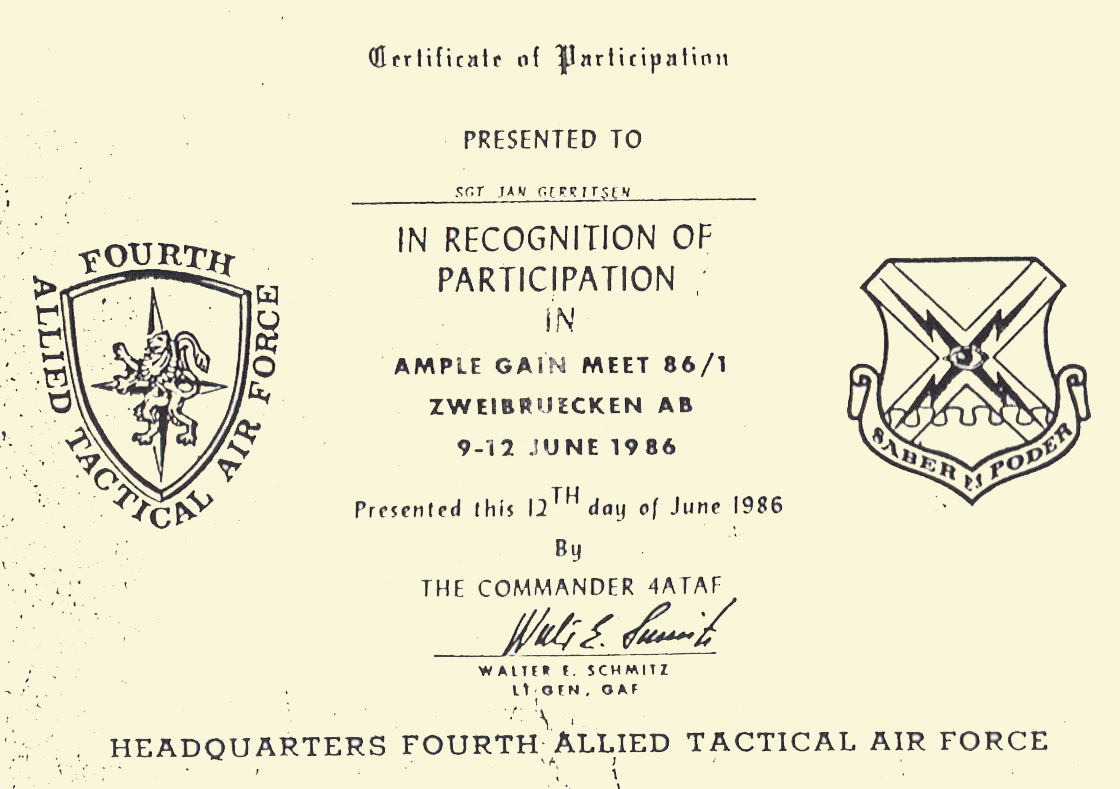 Certificate of Participation
PRESENTED TO
SGT JAN GERRITSEN
IN RECOGNITION OF
PARTICIPATION
IN
AMPLE GAIN MEET 86/1
ZWEIBRUECKEN AB
9-12 JUNE 1986
Presented this 12TH day of June 1986
By
THE COMMANDER 4ATAF
WALTER E. SCHMITZ
LT GEN, GAF
FOURTH
ALLIED TACTICAL AIR FORCE
SABER ES PODER
HEADQUARTERS FOURTH ALLIED TACTICAL AIR FORCE